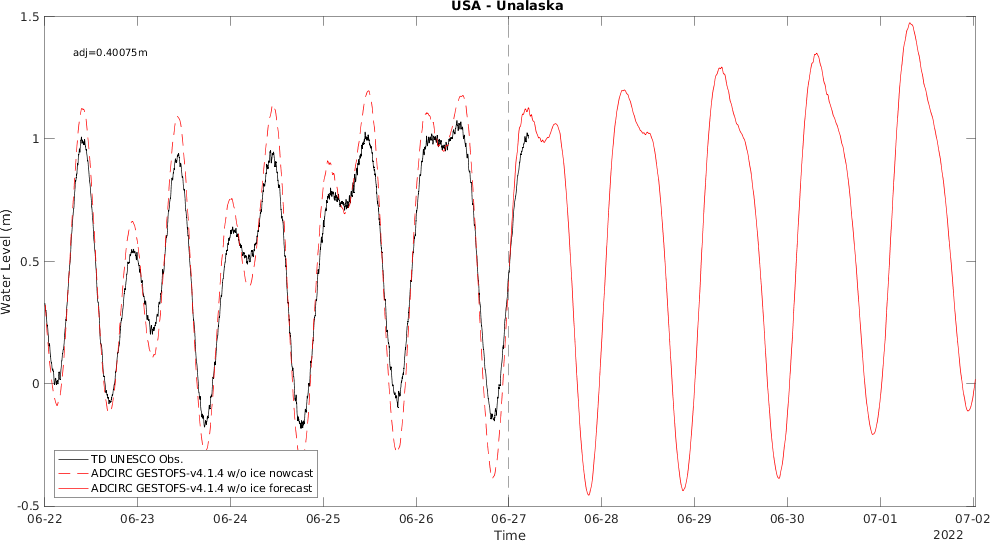 USA - Unalaska
adj=0.40075m
Water Level (m)
1.5
1
0.5
0
-0.5
TD UNESCO Obs.
ADCIRC GESTOFS-v4.1.4 w/o ice nowcast
ADCIRC GESTOFS-v4.1.4 w/o ice forecast
06-22 06-23 06-24 06-25 06-26 06-27 06-28 06-29 06-30 07-01 07-02
Time
2022